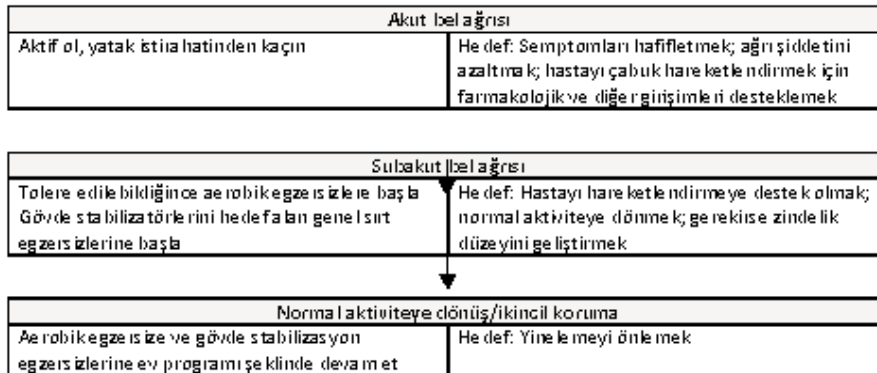 Akut bel ağrısı
Aktif ol, yatak istirahatinden kaçın
Hedef: Semptomları hafifletmek; ağrı şiddetini
azaltmak; hastayı çabuk hareketlendirmek için
farmakolojik ve diğer girişimleri desteklemek
Subakut bel ağrısı
Tolere edilebildiğince aerobik egzersizlere başla
Gövde stabilizatörlerini hedef alan genel sırt
egzersizlerine başla
Hedef: Hastayı hareketlendirmeye destek olmak;
normal aktiviteye dönmek; gerekirse zindelik
düzeyini geliştirmek
Normal aktiviteye dönüş/ikincil koruma
Aerobik egzersize ve gövde stabilizasyon
egzersizlerine ev programı şeklinde devam et
Hedef: Yinelemeyi önlemek